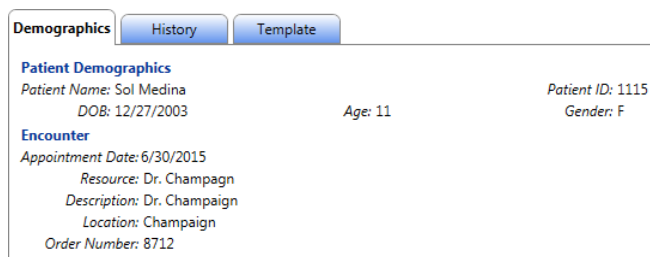 Demographics History Template
Patient Demographics
Patient Name: Sol Medina Patient ID: 1115
DOB: 12/27/2003 Age: 11 Gender: F
Encounter
Appointment Date: 6/30/2015
Resource: Dr. Champagn
Description: Dr. Champaign
Location: Champaign
Order Number: 8712